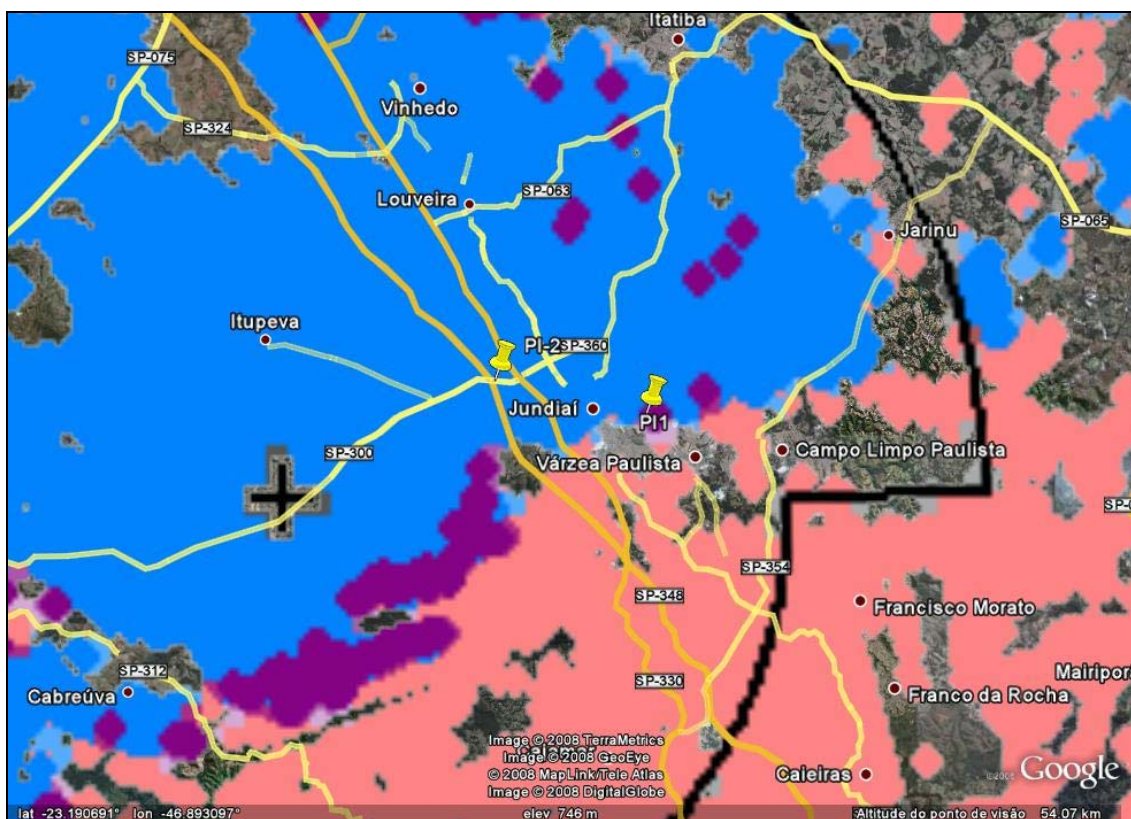 Itatiba
SP-075
Vinhedo
SP-324
Louveira
SP-063
SP-065
Jarinu
Itupeva
PI-2
SP-360
Jundiaí
PI1
Várzea Paulista
Campo Limpo Paulista
SP-300
SP-354
SP-348
Francisco Morato
SP-312
Cabreúva
SP-330
Franco da Rocha
Mairipor
Image © 2008 TerraMetrics
Image © 2008 GeoEye
© 2008 MapLink/Tele Atlas
Image © 2008 DigitalGlobe
Caieiras
Google
lat -23.190691° lon -46.893097° elev 746 m Altitude do ponto de visão 54.07 km